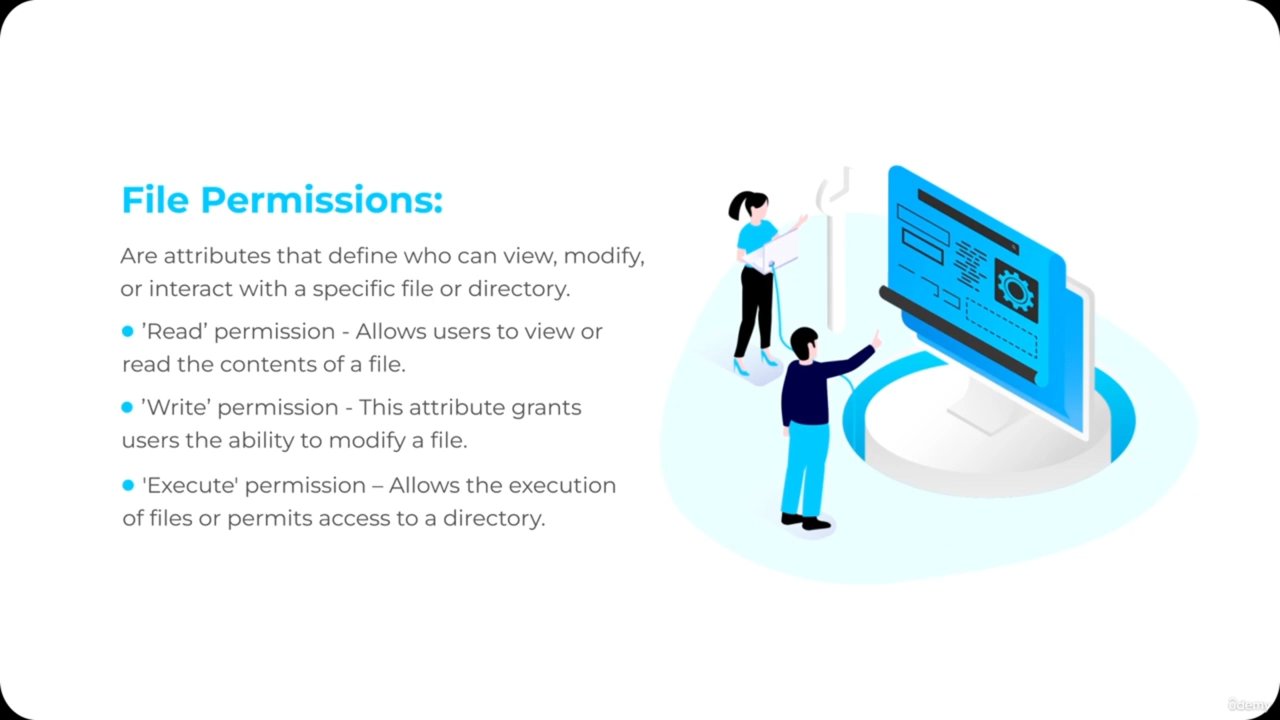 File Permissions:
Are attributes that define who can view, modify,
or interact with a specific file or directory.
● ’Read’ permission - Allows users to view or
read the contents of a file.
● ’Write’ permission - This attribute grants
users the ability to modify a file.
● 'Execute' permission – Allows the execution
of files or permits access to a directory.
ûdemy